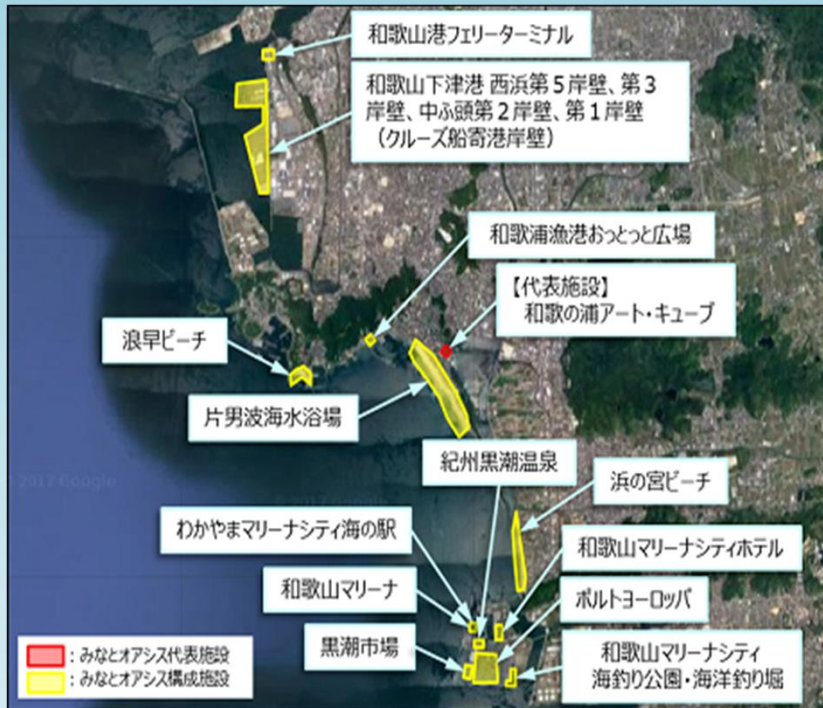 和歌山港フェリーターミナル
和歌山下津港 西浜第5岸壁、第3
岸壁、中ふ頭第2岸壁、第1岸壁
（クルーズ船寄港岸壁）
和歌浦漁港おっとっと広場
【代表施設】
和歌の浦アート・キューブ
浪早ビーチ
片男波海水浴場
紀州黒潮温泉
浜の宮ビーチ
© 2017 Google
わかやまマリーナシティ海の駅
和歌山マリーナシティホテル
和歌山マリーナ
ポルトヨーロッパ
黒潮市場
和歌山マリーナシティ
海釣り公園・海洋釣り堀
：みなとオアシス代表施設
：みなとオアシス構成施設